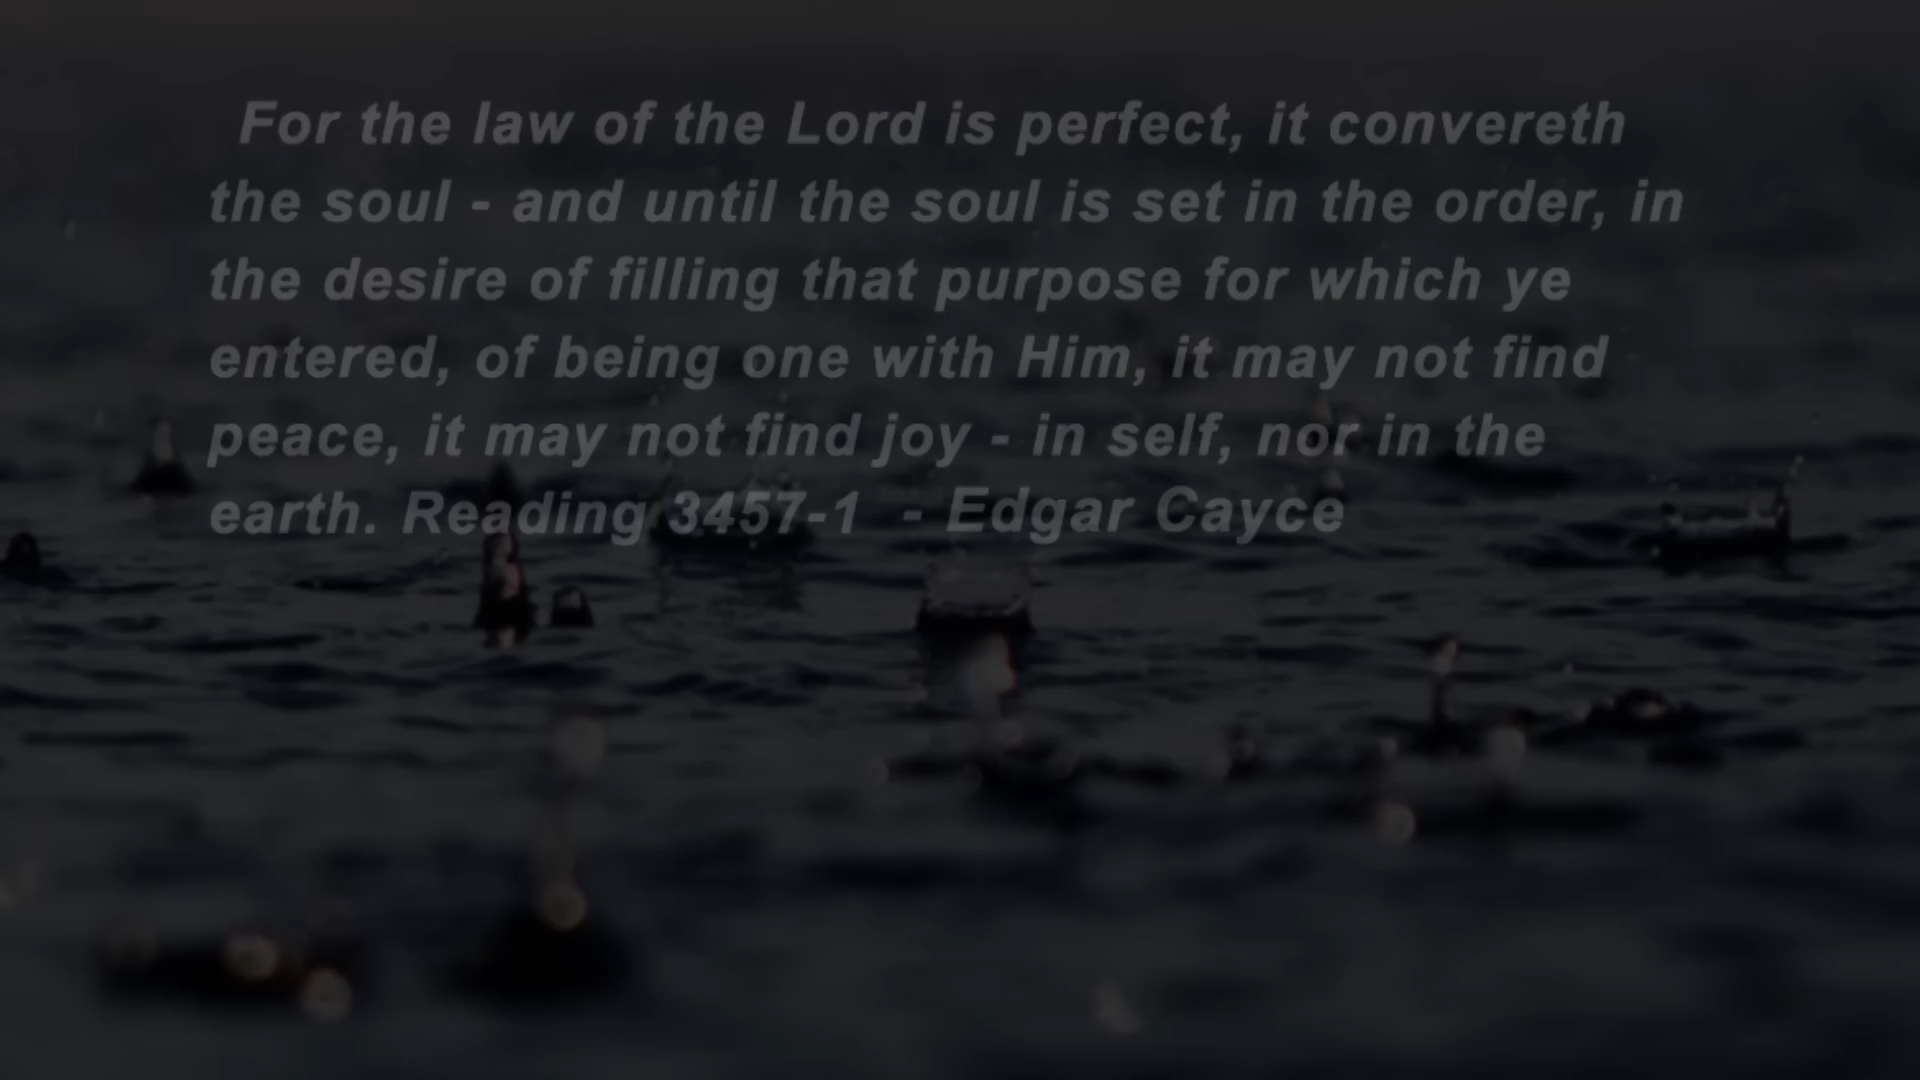 For the law of the Lord is perfect, it convereth
the soul - and until the soul is set in the order, in
the desire of filling that purpose for which ye
entered, of being one with Him, it may not find
peace, it may not find joy - in self, nor in the
earth. Reading 3457-1 - Edgar Cayce